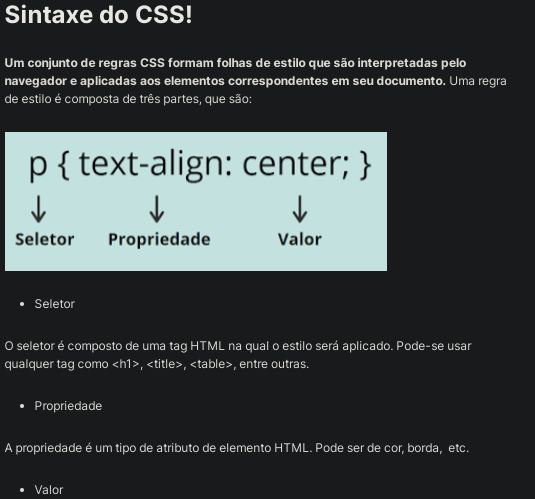 Sintaxe do CSS!
Um conjunto de regras CSS formam folhas de estilo que são interpretadas pelo
navegador e aplicadas aos elementos correspondentes em seu documento. Uma regra
de estilo é composta de três partes, que são:
p { text-align: center; }
Seletor Propriedade Valor
• Seletor
O seletor é composto de uma tag HTML na qual o estilo será aplicado. Pode-se usar
qualquer tag como <h1>, <title>, <table>, entre outras.
• Propriedade
A propriedade é um tipo de atributo de elemento HTML. Pode ser de cor, borda,  etc.
• Valor